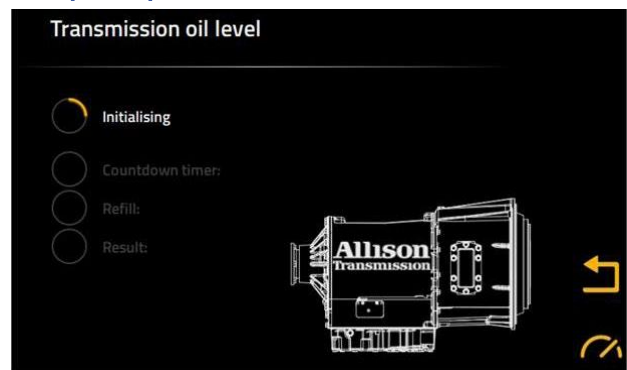 Transmission oil level
Initialising
Countdown timer:
Refill:
Result:
Allison
Transmission